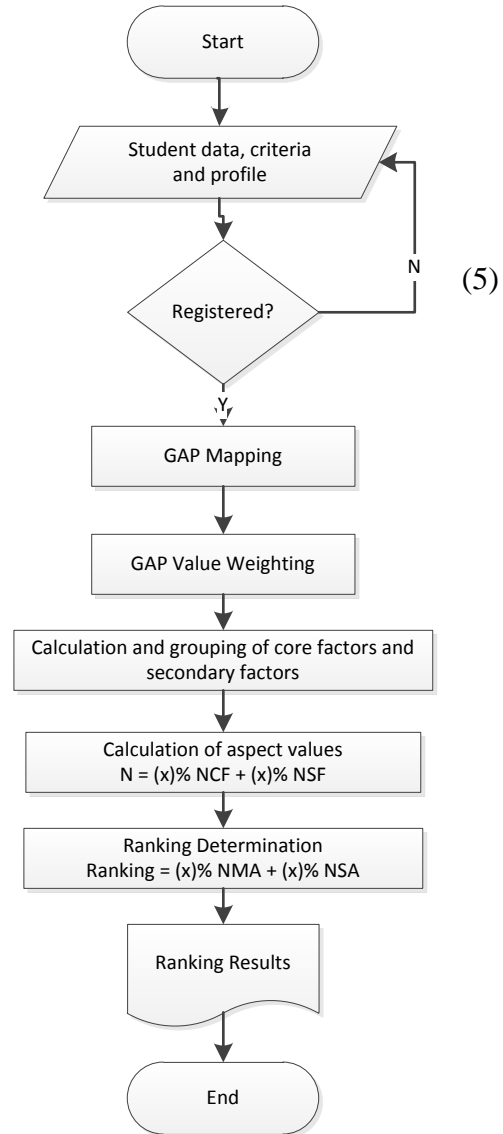 Start
Student data, criteria
and profile
N
(5)
Registered?
Y
GAP Mapping
GAP Value Weighting
Calculation and grouping of core factors and
secondary factors
Calculation of aspect values
N = (x)% NCF + (x)% NSF
Ranking Determination
Ranking = (x)% NMA + (x)% NSA
Ranking Results
End